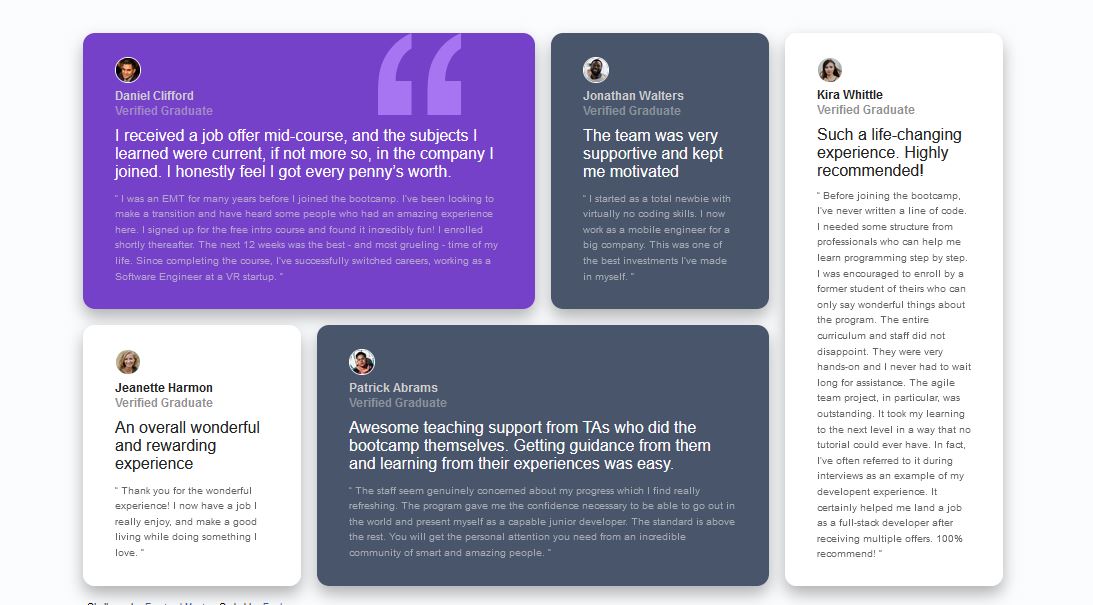 Daniel Clifford
Verified Graduate
I received a job offer mid-course, and the subjects I
learned were current, if not more so, in the company I
joined. I honestly feel I got every penny’s worth.
“ I was an EMT for many years before I joined the bootcamp. I’ve been looking to
make a transition and have heard some people who had an amazing experience
here. I signed up for the free intro course and found it incredibly fun! I enrolled
shortly thereafter. The next 12 weeks was the best - and most grueling - time of my
life. Since completing the course, I’ve successfully switched careers, working as a
Software Engineer at a VR startup. ”
Jonathan Walters
Verified Graduate
The team was very
supportive and kept
me motivated
“ I started as a total newbie with
virtually no coding skills. I now
work as a mobile engineer for a
big company. This was one of
the best investments I’ve made
in myself. ”
Kira Whittle
Verified Graduate
Such a life-changing
experience. Highly
recommended!
“ Before joining the bootcamp,
I’ve never written a line of code.
I needed some structure from
professionals who can help me
learn programming step by step.
I was encouraged to enroll by a
former student of theirs who can
only say wonderful things about
the program. The entire
curriculum and staff did not
disappoint. They were very
hands-on and I never had to wait
long for assistance. The agile
team project, in particular, was
outstanding. It took my learning
to the next level in a way that no
tutorial could ever have. In fact,
I’ve often referred to it during
interviews as an example of my
developent experience. It
certainly helped me land a job
as a full-stack developer after
receiving multiple offers. 100%
recommend! ”
Jeanette Harmon
Verified Graduate
An overall wonderful
and rewarding
experience
“ Thank you for the wonderful
experience! I now have a job I
really enjoy, and make a good
living while doing something I
love. ”
Patrick Abrams
Verified Graduate
Awesome teaching support from TAs who did the
bootcamp themselves. Getting guidance from them
and learning from their experiences was easy.
“ The staff seem genuinely concerned about my progress which I find really
refreshing. The program gave me the confidence necessary to be able to go out in
the world and present myself as a capable junior developer. The standard is above
the rest. You will get the personal attention you need from an incredible
community of smart and amazing people. ”